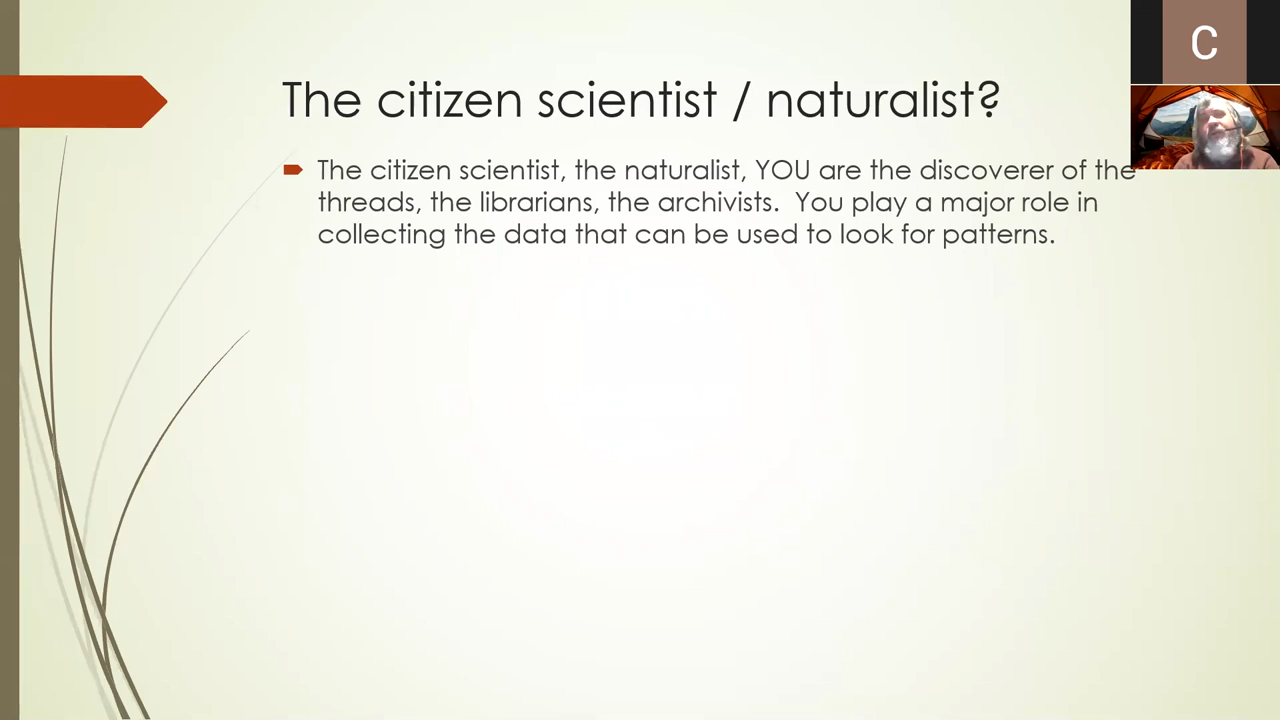 The citizen scientist / naturalist?
C
The citizen scientist, the naturalist, YOU are the discoverer of the
threads, the librarians, the archivists.  You play a major role in
collecting the data that can be used to look for patterns.